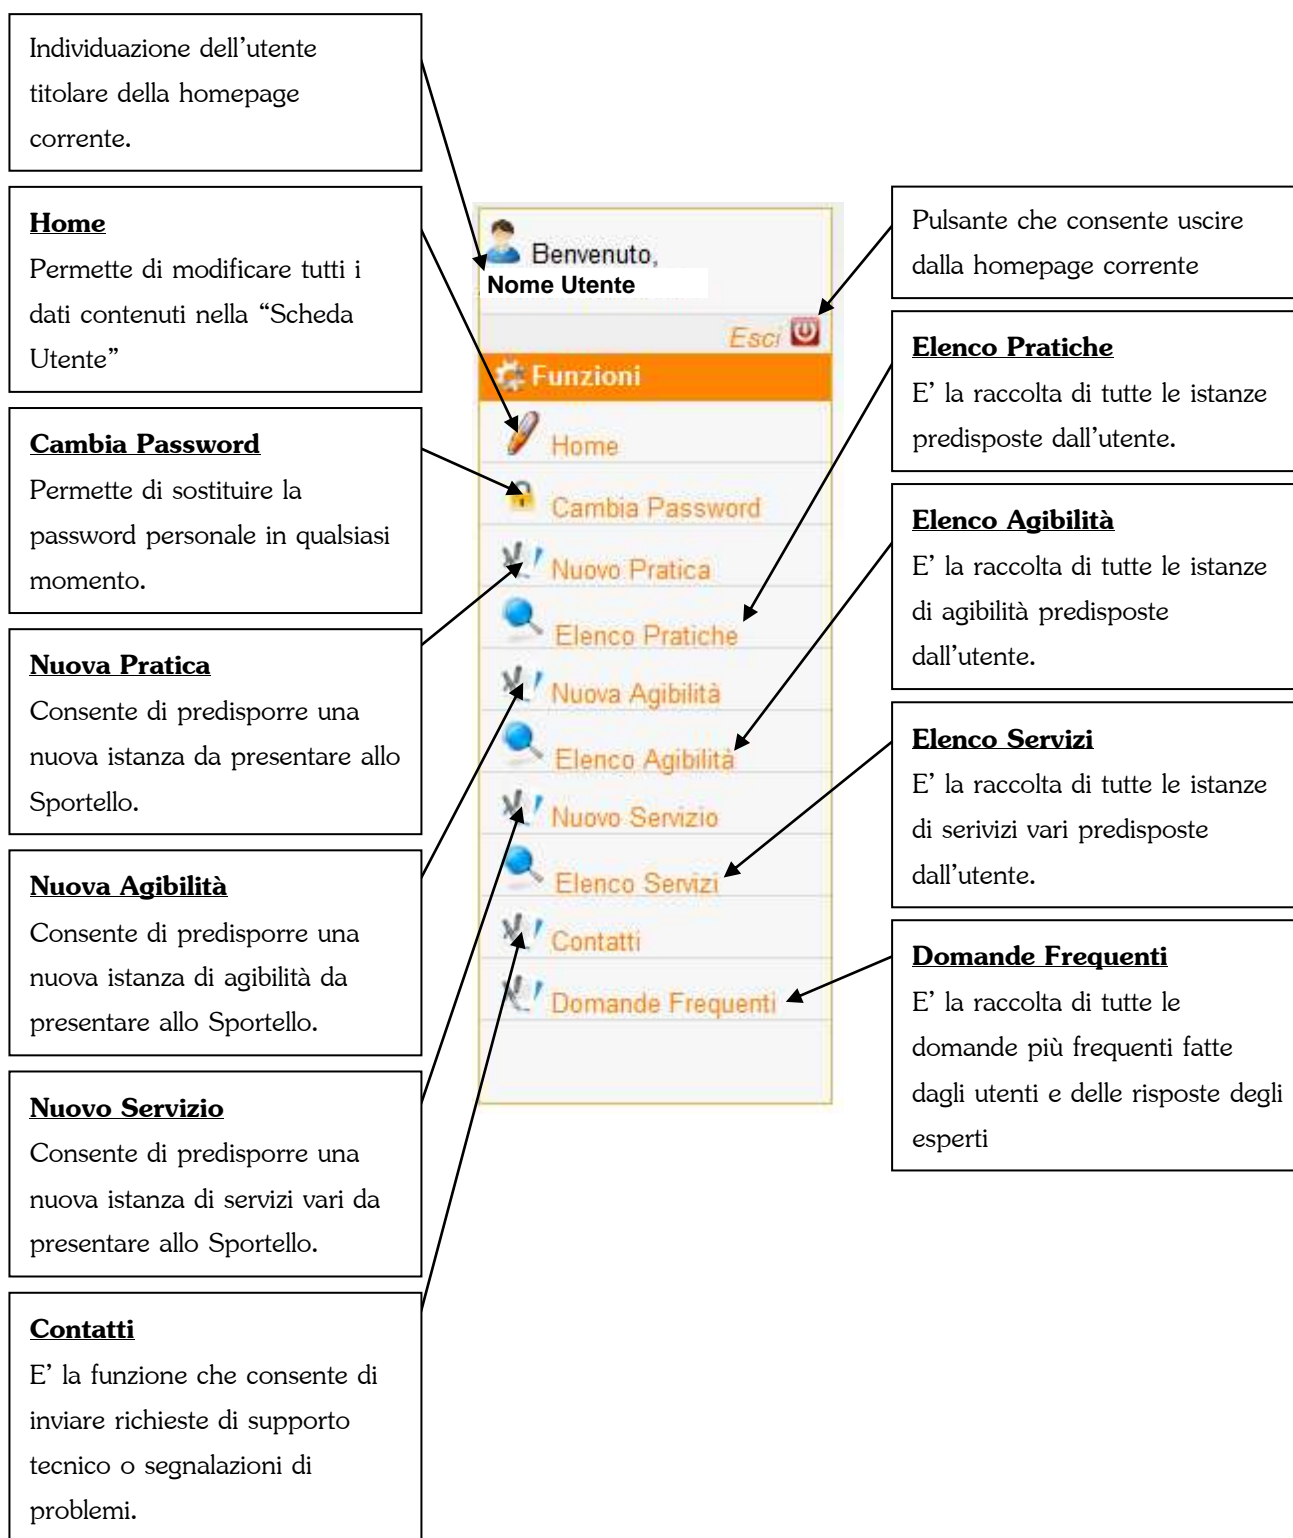 Individuazione dell’utente
titolare della homepage
corrente.
Home
Permette di modificare tutti i
dati contenuti nella “Scheda
Utente”
Cambia Password
Permette di sostituire la
password personale in qualsiasi
momento.
Nuova Pratica
Consente di predisporre una
nuova istanza da presentare allo
Sportello.
Nuova Agibilità
Consente di predisporre una
nuova istanza di agibilità da
presentare allo Sportello.
Nuovo Servizio
Consente di predisporre una
nuova istanza di servizi vari da
presentare allo Sportello.
Contatti
E’ la funzione che consente di
inviare richieste di supporto
tecnico o segnalazioni di
problemi.
Benvenuto,
Nome Utente
Esci
Funzioni
Home
Cambia Password
Nuovo Pratica
Elenco Pratiche
Nuova Agibilità
Elenco Agibilità
Nuovo Servizio
Elenco Servizi
Contatti
Domande Frequenti
Pulsante che consente uscire
dalla homepage corrente
Elenco Pratiche
E’ la raccolta di tutte le istanze
predisposte dall’utente.
Elenco Agibilità
E’ la raccolta di tutte le istanze
di agibilità predisposte
dall’utente.
Elenco Servizi
E’ la raccolta di tutte le istanze
di serivizi vari predisposte
dall’utente.
Domande Frequenti
E’ la raccolta di tutte le
domande più frequenti fatte
dagli utenti e delle risposte degli
esperti